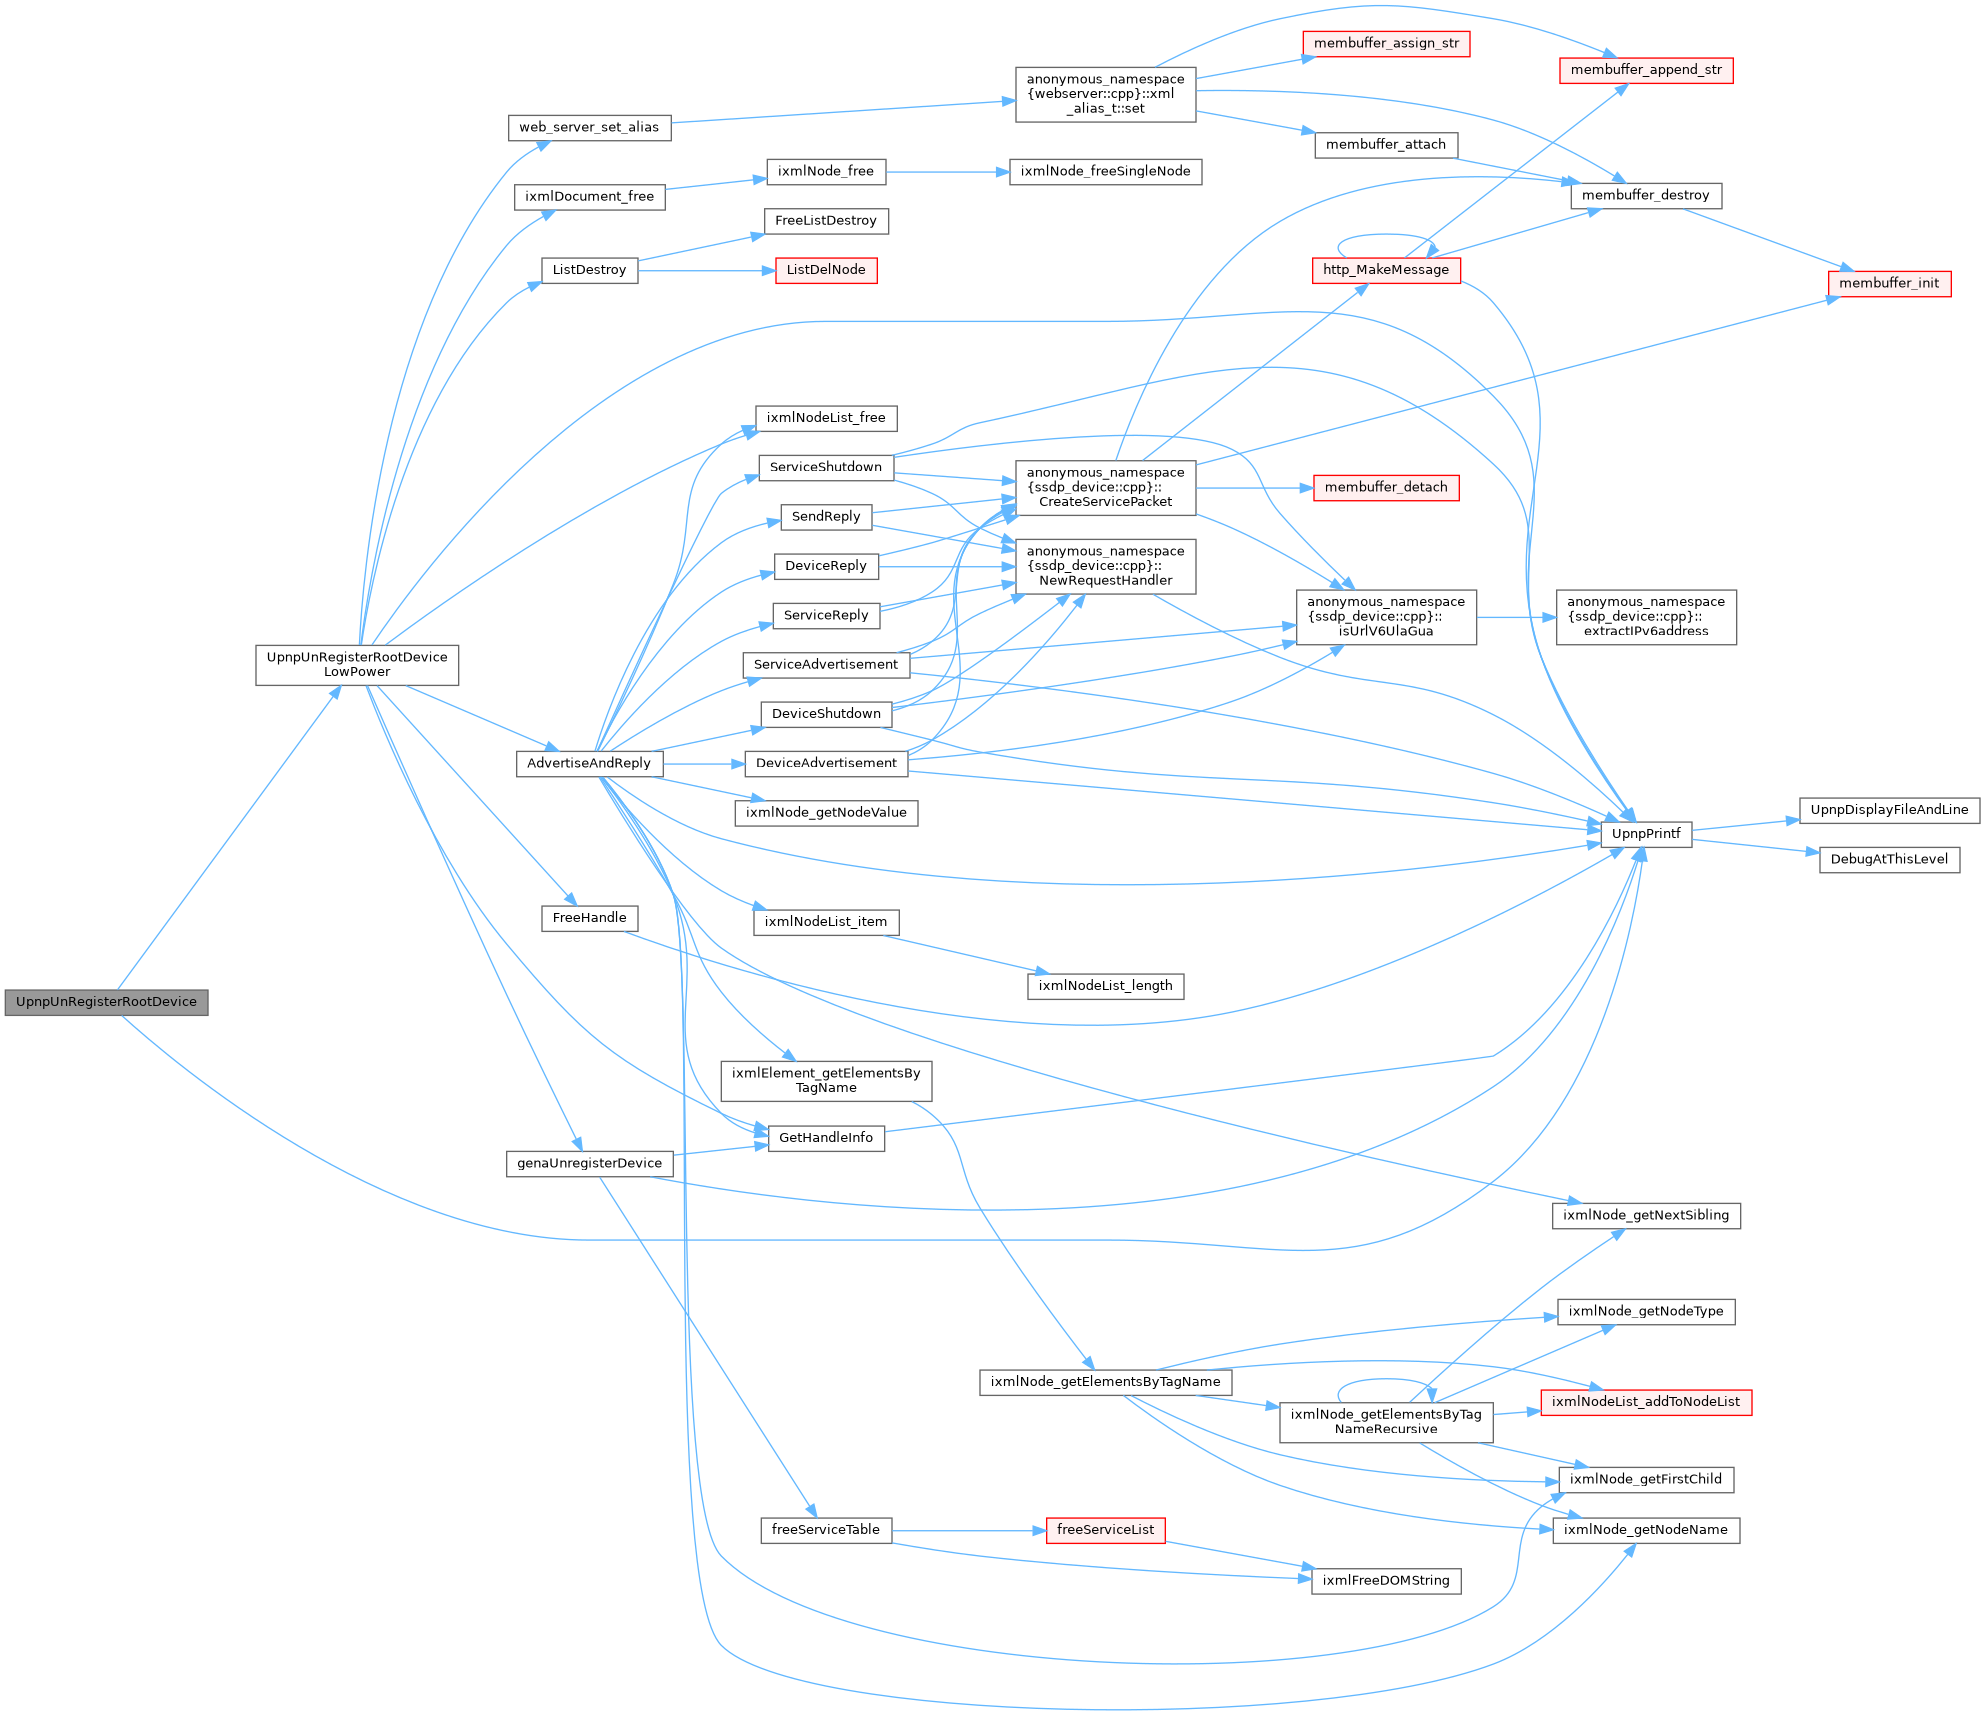 UpnpUnRegisterRootDevice
UpnpUnRegisterRootDevice
LowPower
web_server_set_alias
ixmlDocument_free
ListDestroy
AdvertiseAndReply
FreeHandle
genaUnregisterDevice
ixmlNode_free
FreeListDestroy
ListDelNode
ixmlNodeList_free
ServiceShutdown
SendReply
DeviceReply
ServiceReply
ServiceAdvertisement
DeviceShutdown
DeviceAdvertisement
ixmlNode_getNodeValue
ixmlNodeList_item
ixmlElement_getElementsBy
TagName
GetHandleInfo
freeServiceTable
anonymous_namespace
{webserver::cpp}::xml
_alias_t::set
ixmlNode_freeSingleNode
anonymous_namespace
{ssdp_device::cpp}::
CreateServicePacket
anonymous_namespace
{ssdp_device::cpp}::
NewRequestHandler
ixmlNodeList_length
ixmlNode_getElementsByTagName
freeServiceList
membuffer_assign_str
membuffer_attach
http_MakeMessage
membuffer_detach
anonymous_namespace
{ssdp_device::cpp}::
isUrlV6UlaGua
ixmlNode_getElementsByTag
NameRecursive
ixmlFreeDOMString
membuffer_append_str
membuffer_destroy
anonymous_namespace
{ssdp_device::cpp}::
extractIPv6address
UpnpPrintf
ixmlNode_getNextSibling
ixmlNode_getNodeType
ixmlNodeList_addToNodeList
ixmlNode_getFirstChild
ixmlNode_getNodeName
membuffer_init
UpnpDisplayFileAndLine
DebugAtThisLevel